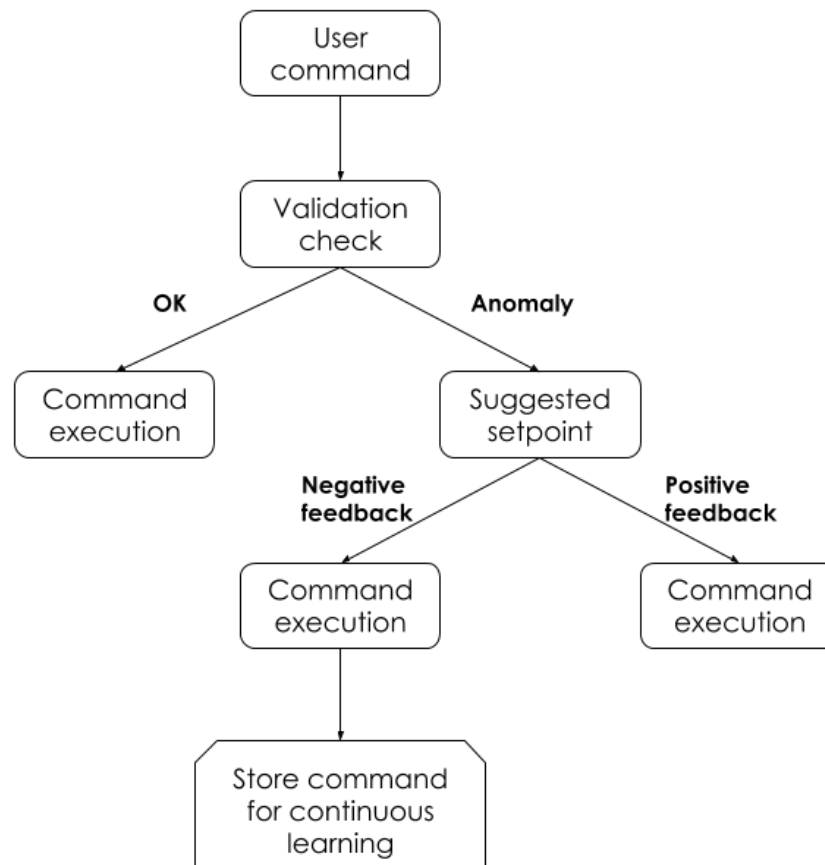 User
command
Validation
check
OK
Anomaly
Command
execution
Suggested
setpoint
Negative
feedback
Positive
feedback
Command
execution
Command
execution
Store command
for continuous
learning